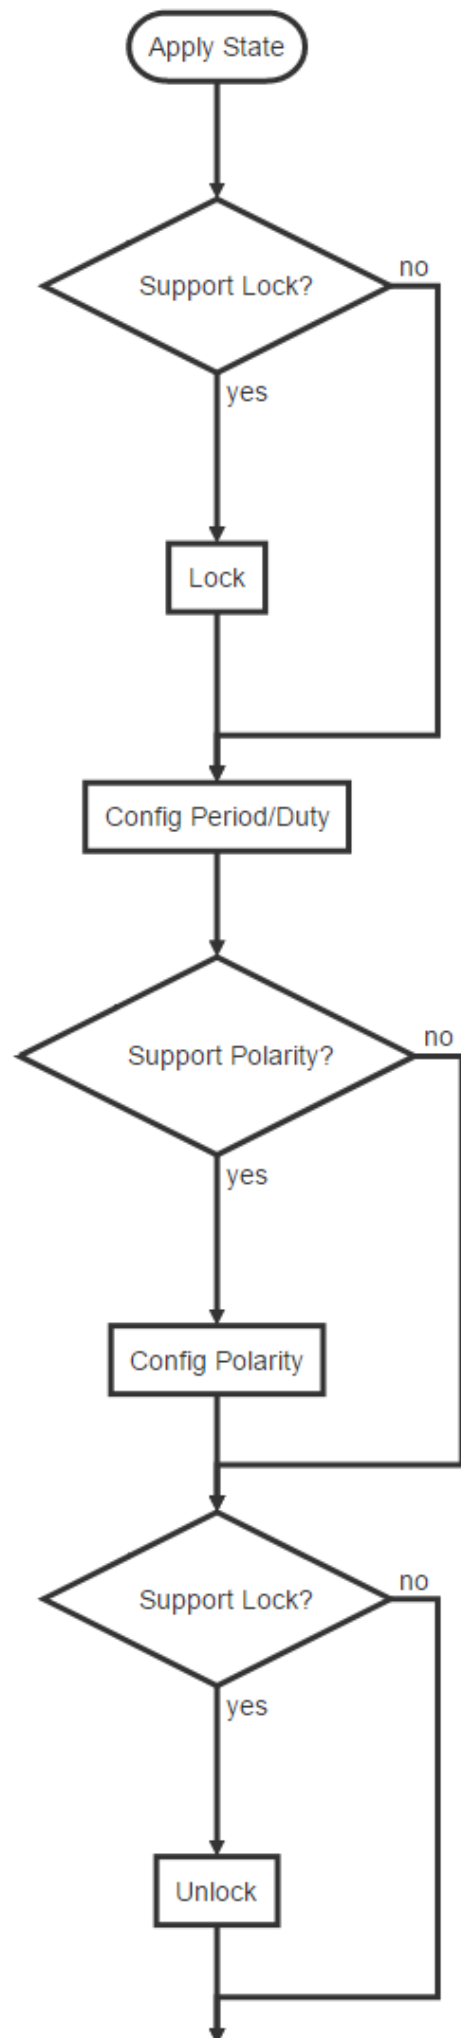 Apply State
Support Lock?
no
yes
Lock
Config Period/Duty
Support Polarity?
no
yes
Config Polarity
Support Lock?
no
yes
Unlock